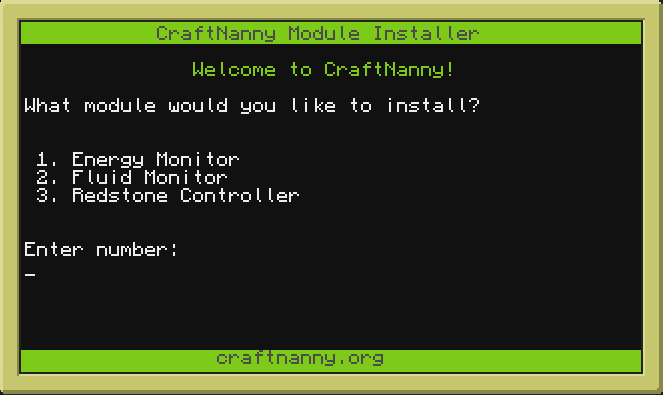 CraftNanny Module Installer
Welcome to CraftNanny!
What module would you like to install?
1. Energy Monitor
2. Fluid Monitor
3. Redstone Controller
Enter number:
_
craftnanny.org